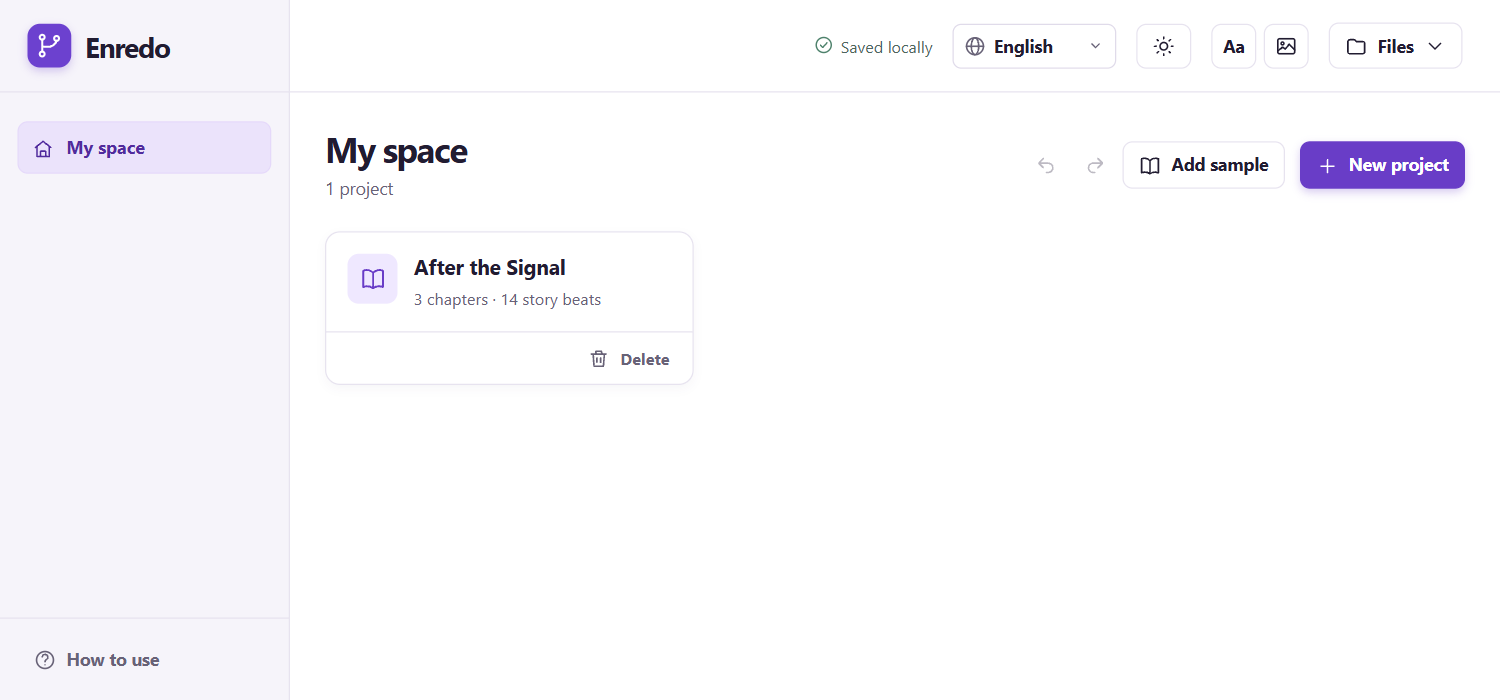 Enredo
Saved locally
English
Aa
Files
My space
My space
1 project
Add sample
New project
After the Signal
3 chapters · 14 story beats
Delete
How to use